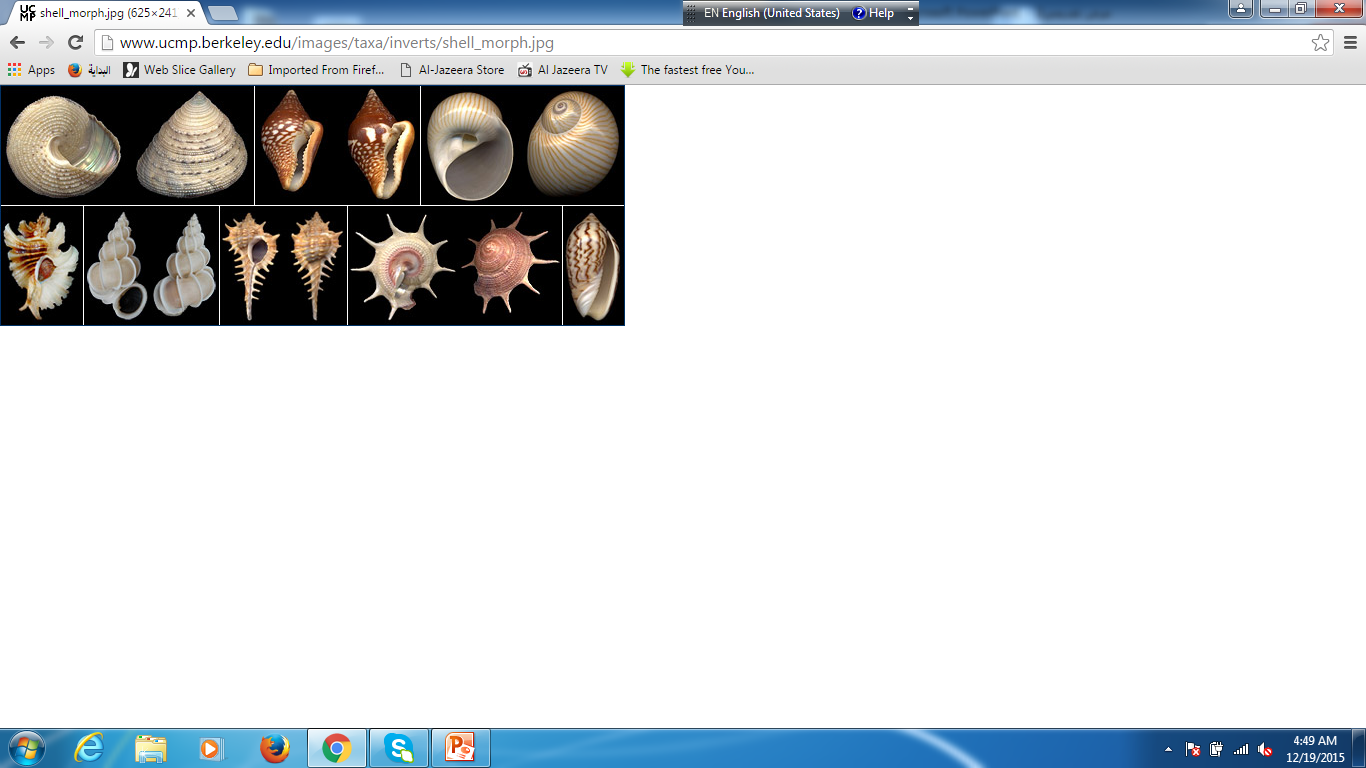 UC MP shell_morph.jpg (625×241
EN English (United States) ? Help
www.ucmp.berkeley.edu/images/taxa/inverts/shell_morph.jpg
Apps البداية Web Slice Gallery Imported From Firef... Al-Jazeera Store Al Jazeera TV The fastest free You...
4:49 AM
12/19/2015